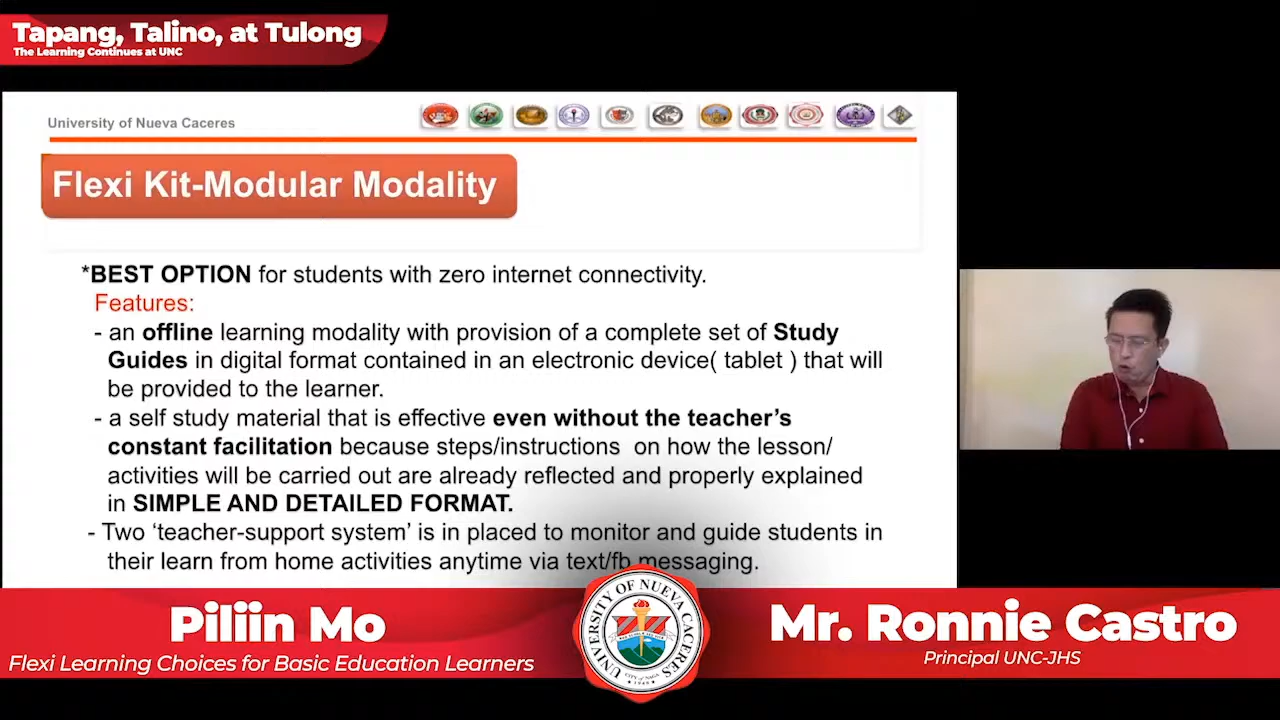 Tapang, Talino, at Tulong
The Learning Continues at UNC
University of Nueva Caceres
Flexi Kit-Modular Modality
*BEST OPTION for students with zero internet connectivity.
Features:
- an offline learning modality with provision of a complete set of Study
Guides in digital format contained in an electronic device( tablet ) that will
be provided to the learner.
- a self study material that is effective even without the teacher's
constant facilitation because steps/instructions on how the lesson/
activities will be carried out are already reflected and properly explained
in SIMPLE AND DETAILED FORMAT.
- Two 'teacher-support system' is in placed to monitor and guide students in
their learn from home activities anytime via text/fb messaging.
Piliin Mo
Flexi Learning Choices for Basic Education Learners
UNIVERSITY OF NUEVA CACERES
CITY OF NAGA
1948
Mr. Ronnie Castro
Principal UNC-JHS